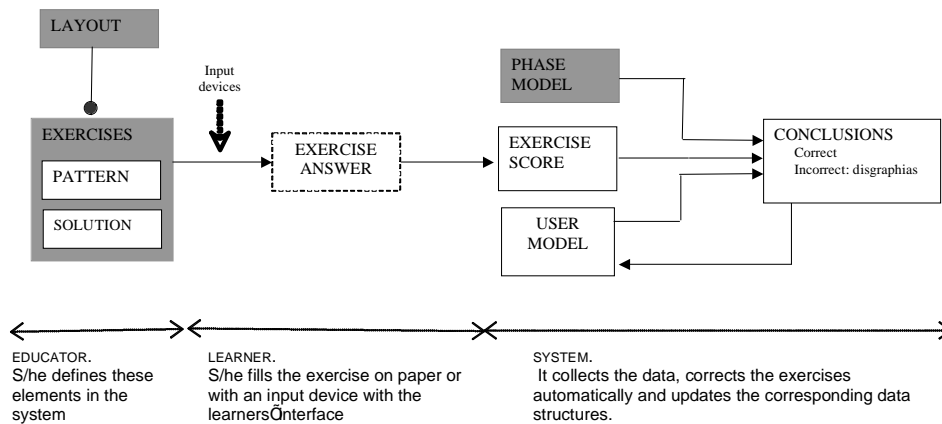 LAYOUT
Input
devices
EXERCISES
PATTERN
SOLUTION
EXERCISE
ANSWER
PHASE
MODEL
EXERCISE
SCORE
USER
MODEL
CONCLUSIONS
Correct
Incorrect: disgraphias
EDUCATOR.
S/he defines these
elements in the
system
LEARNER.
S/he fills the exercise on paper or
with an input device with the
learnersÕinterface
SYSTEM.
It collects the data, corrects the exercises
automatically and updates the corresponding data
structures.